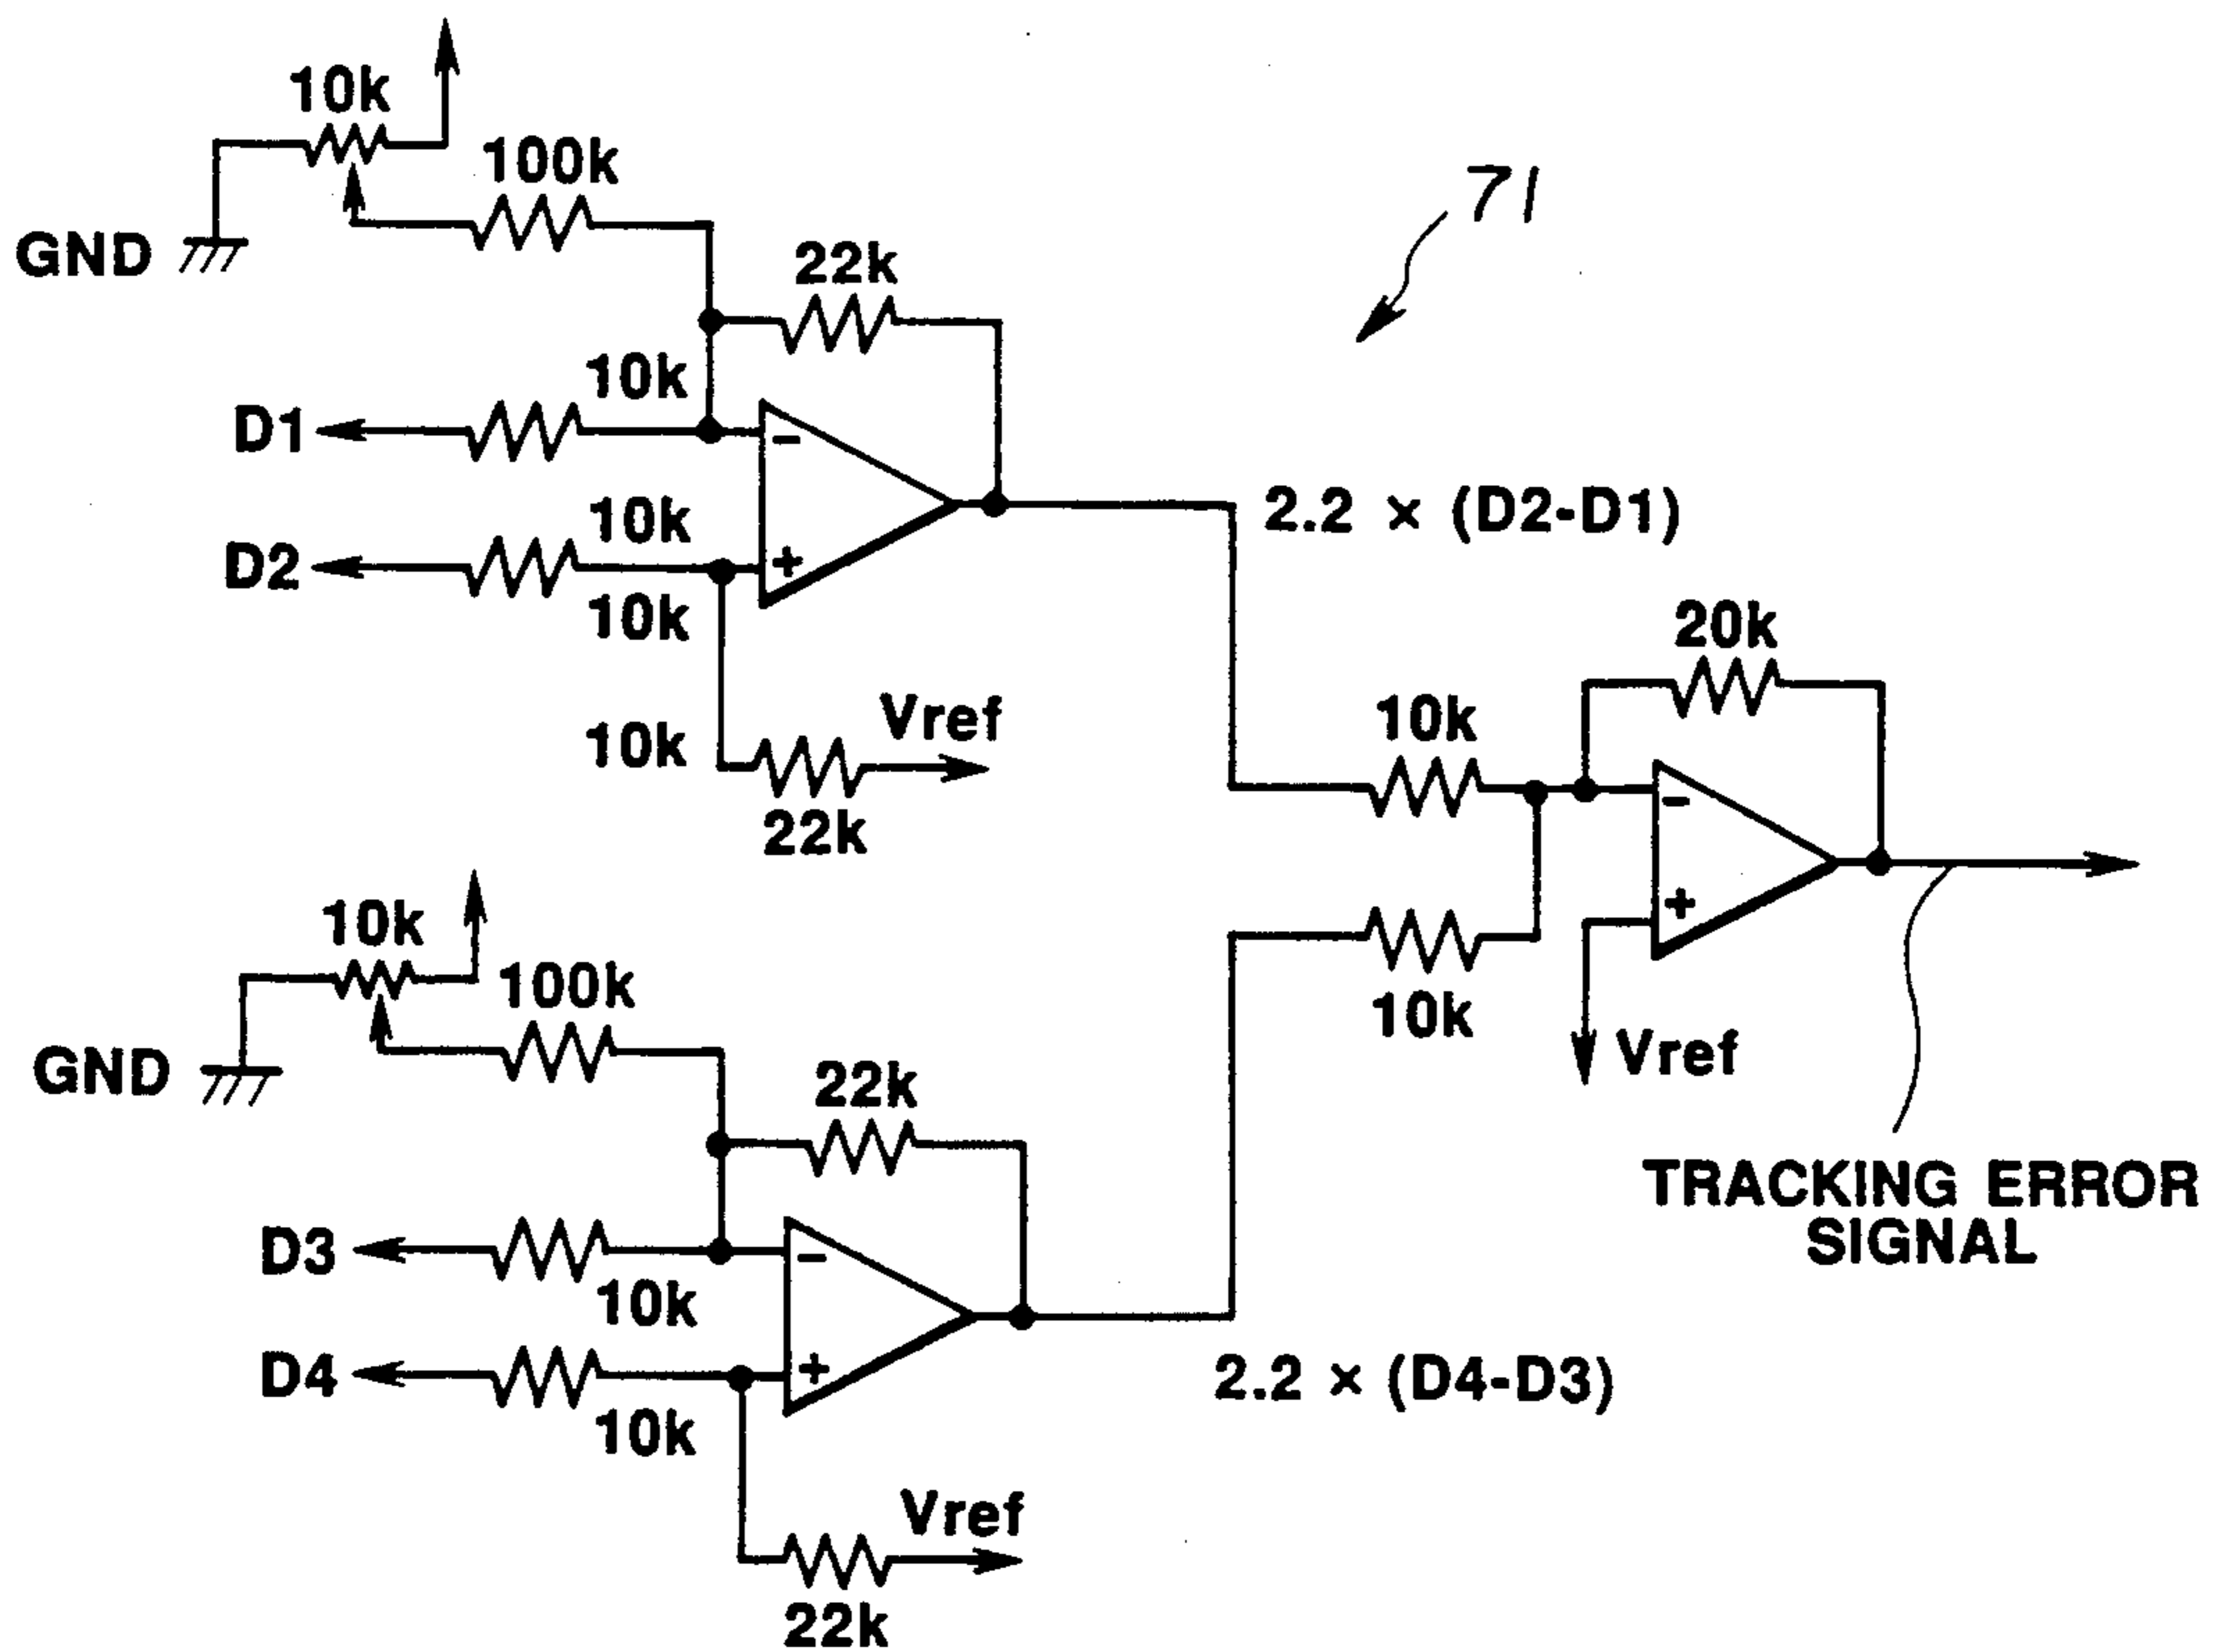 10k
100k
GND
22k
71
10k
D1
10k
2.2 × (D2-D1)
D2
10k
20k
Vref
10k
10k
22k
10k
100k
10k
GND
Vref
22k
TRACKING ERROR
SIGNAL
D3
10k
D4
2.2 × (D4-D3)
10k
Vref
22k